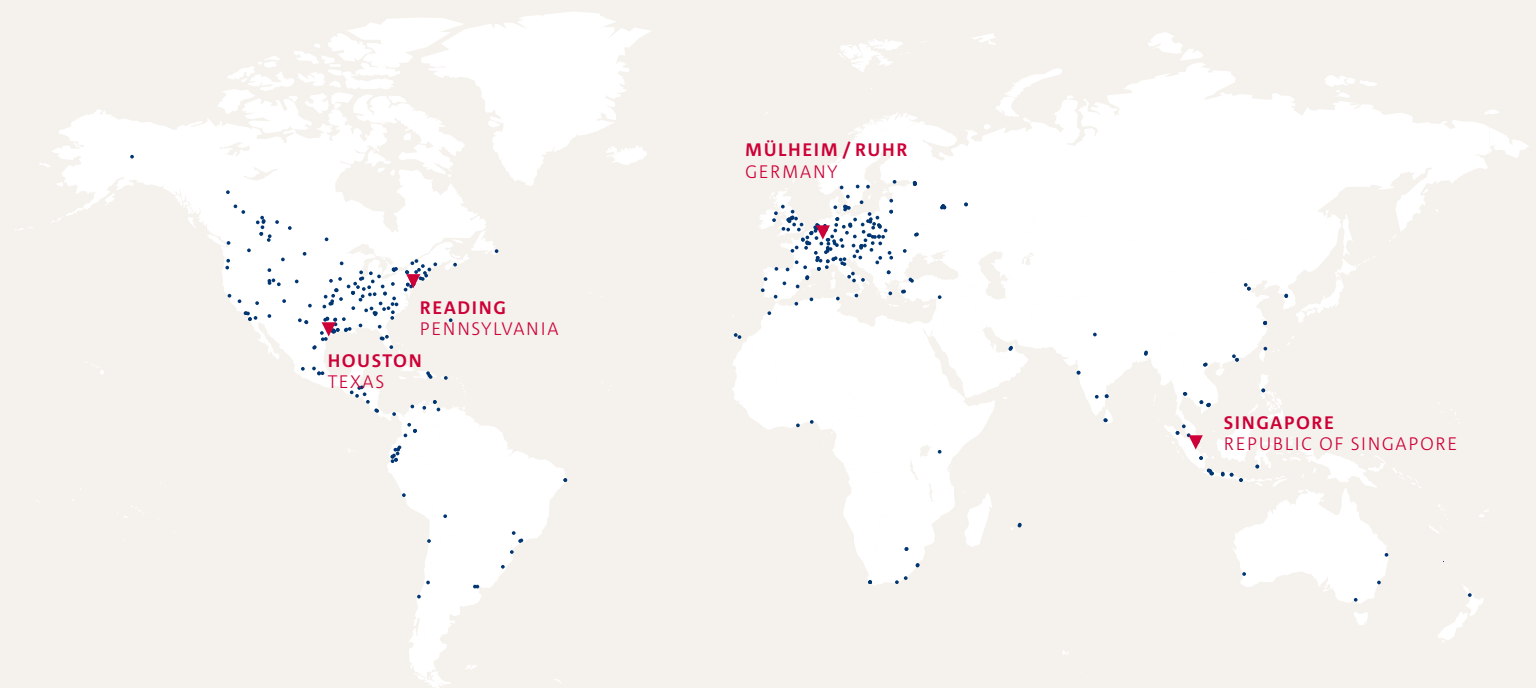 MÜLHEIM / RUHR
GERMANY
READING
PENNSYLVANIA
HOUSTON
TEXAS
SINGAPORE
REPUBLIC OF SINGAPORE